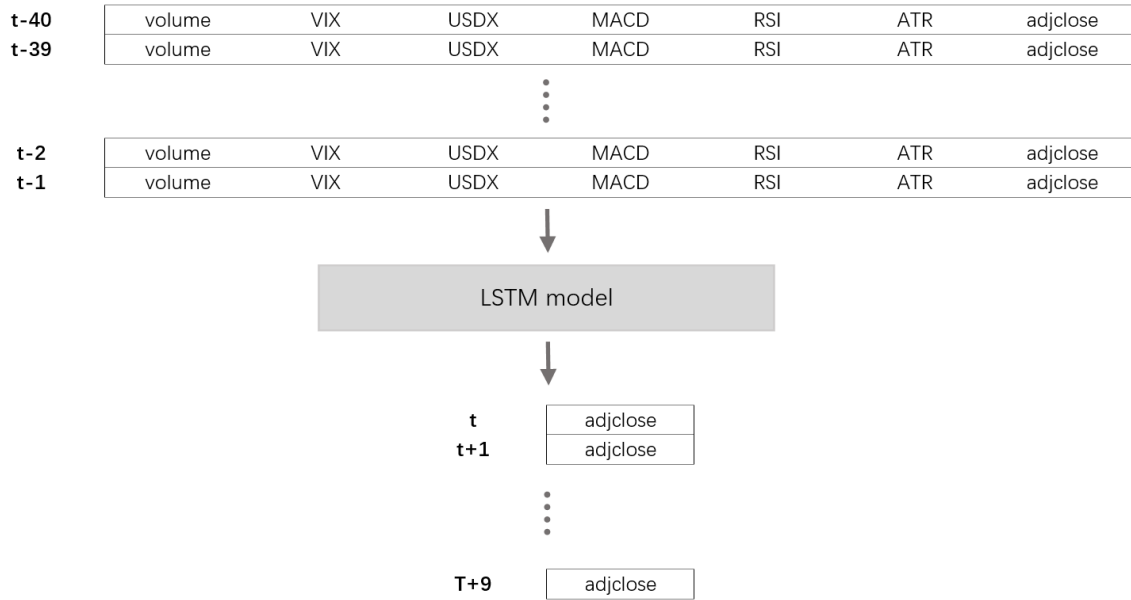 t-40 volume VIX USDX MACD RSI ATR adjclose
t-39 volume VIX USDX MACD RSI ATR adjclose
t-2 volume VIX USDX MACD RSI ATR adjclose
t-1 volume VIX USDX MACD RSI ATR adjclose
LSTM model
t adjclose
t+1 adjclose
T+9 adjclose